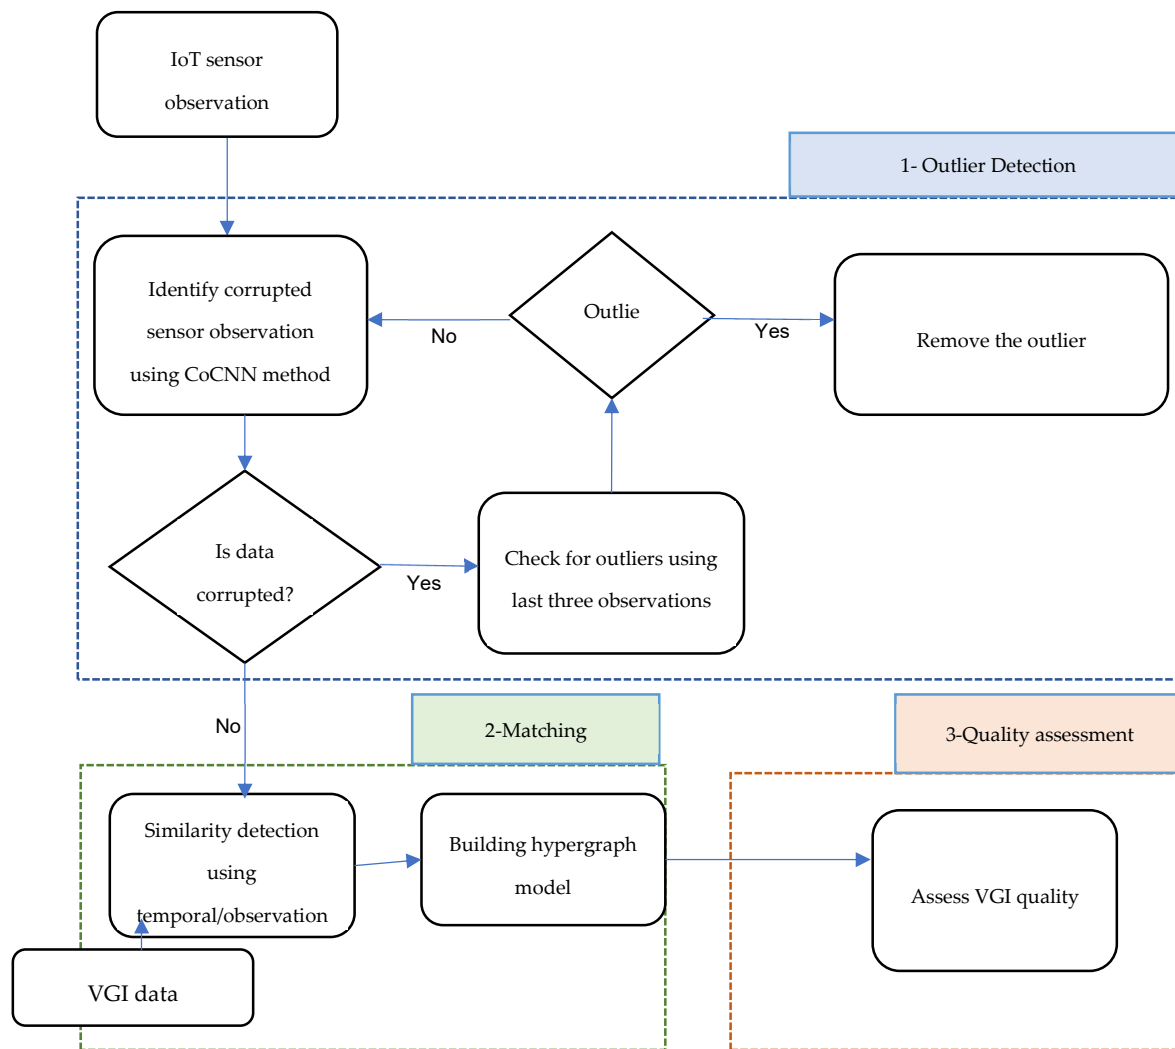 IoT sensor
observation
1- Outlier Detection
Identify corrupted
sensor observation
using CoCNN method
No
Outlie
Yes
Remove the outlier
Is data
corrupted?
Yes
Check for outliers using
last three observations
No
2-Matching
3-Quality assessment
Similarity detection
using
temporal/observation
Building hypergraph
model
Assess VGI quality
VGI data